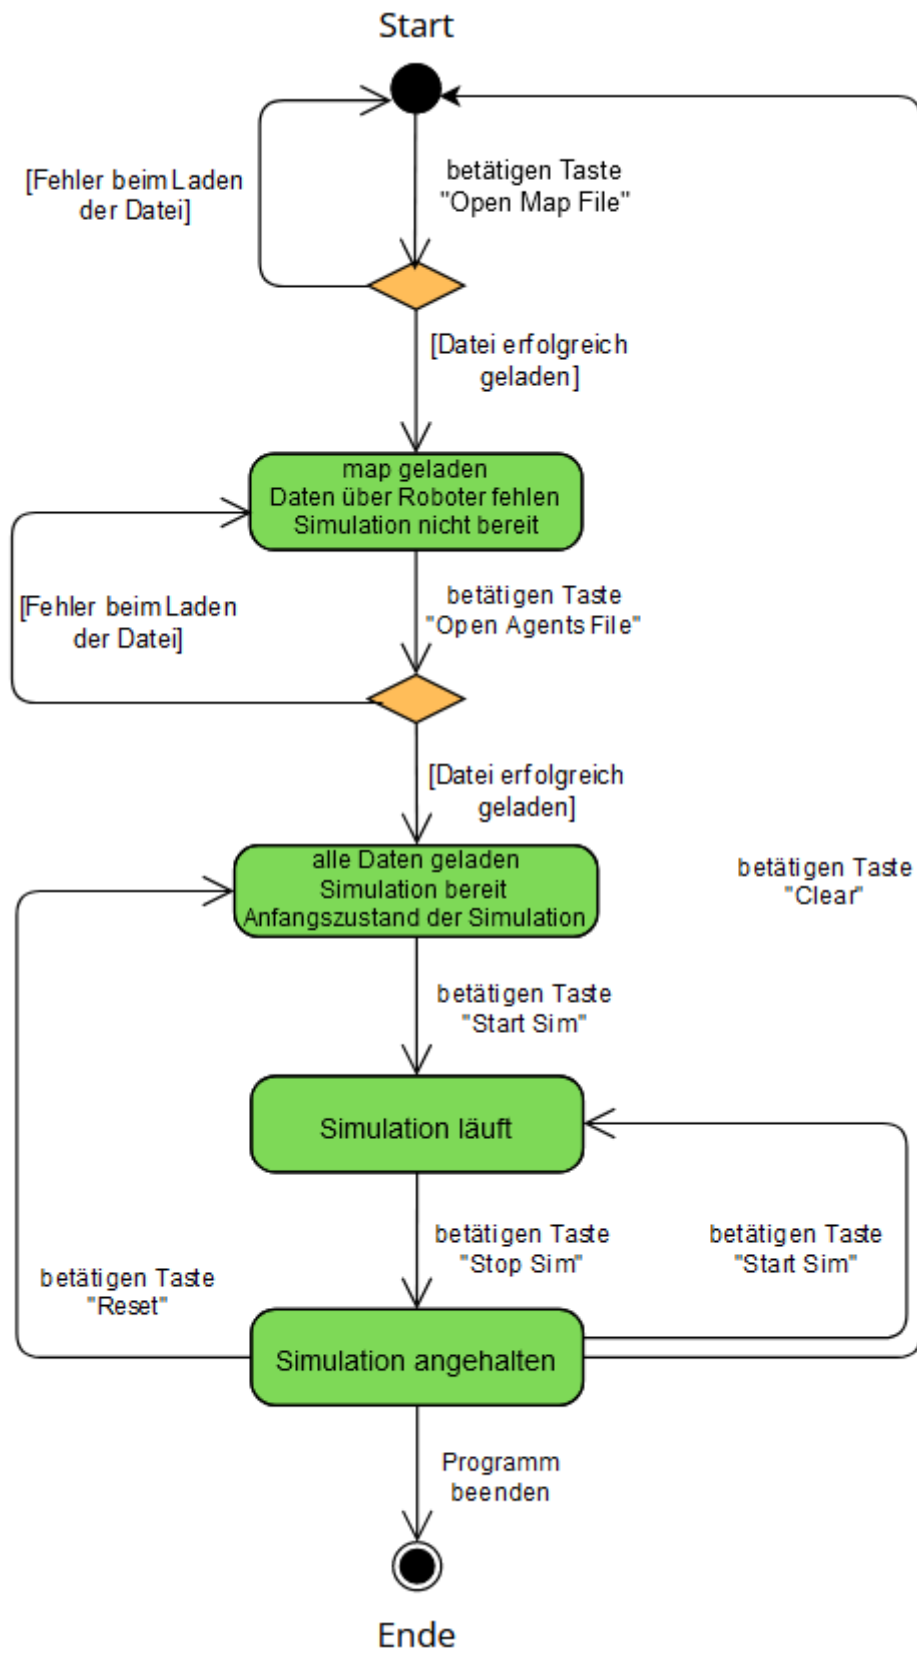 Start
betätigen Taste
"Open Map File"
[Fehler beim Laden
der Datei]
[Datei erfolgreich
geladen]
map geladen
Daten über Roboter fehlen
Simulation nicht bereit
betätigen Taste
"Open Agents File"
[Fehler beim Laden
der Datei]
[Datei erfolgreich
geladen]
alle Daten geladen
Simulation bereit
Anfangszustand der Simulation
betätigen Taste
"Clear"
betätigen Taste
"Start Sim"
Simulation läuft
betätigen Taste
"Stop Sim"
betätigen Taste
"Start Sim"
betätigen Taste
"Reset"
Simulation angehalten
Programm
beenden
Ende